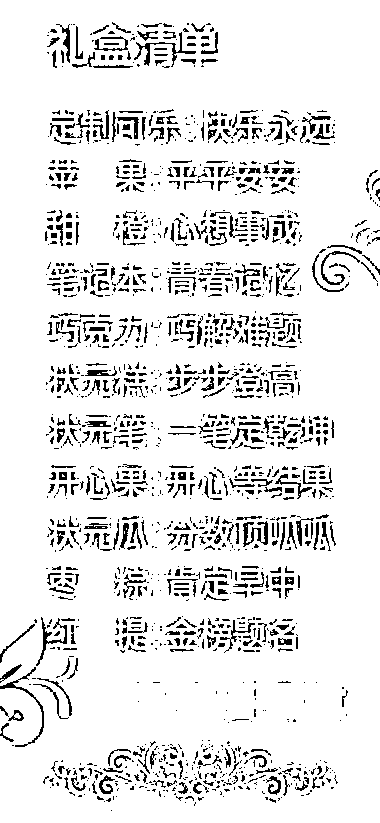 礼盒清单
定制可乐:快乐永远
苹 果:平平安安
甜 橙:心想事成
笔记本:青春记忆
巧克力:巧解难题
状元糕:步步登高
状元笔:一笔定乾坤
开心果:开心等结果
状元瓜:分数顶呱呱
枣 粽:肯定早中
红 提:金榜题名